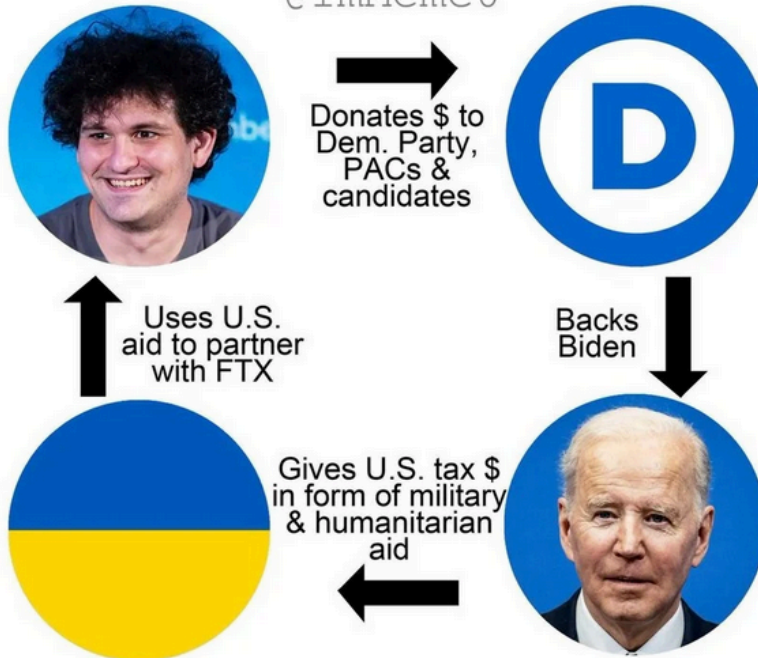 Donates $ to
Dem. Party,
PACs &
candidates
D
Uses U.S.
aid to partner
with FTX
Backs
Biden
Gives U.S. tax $
in form of military
& humanitarian
aid